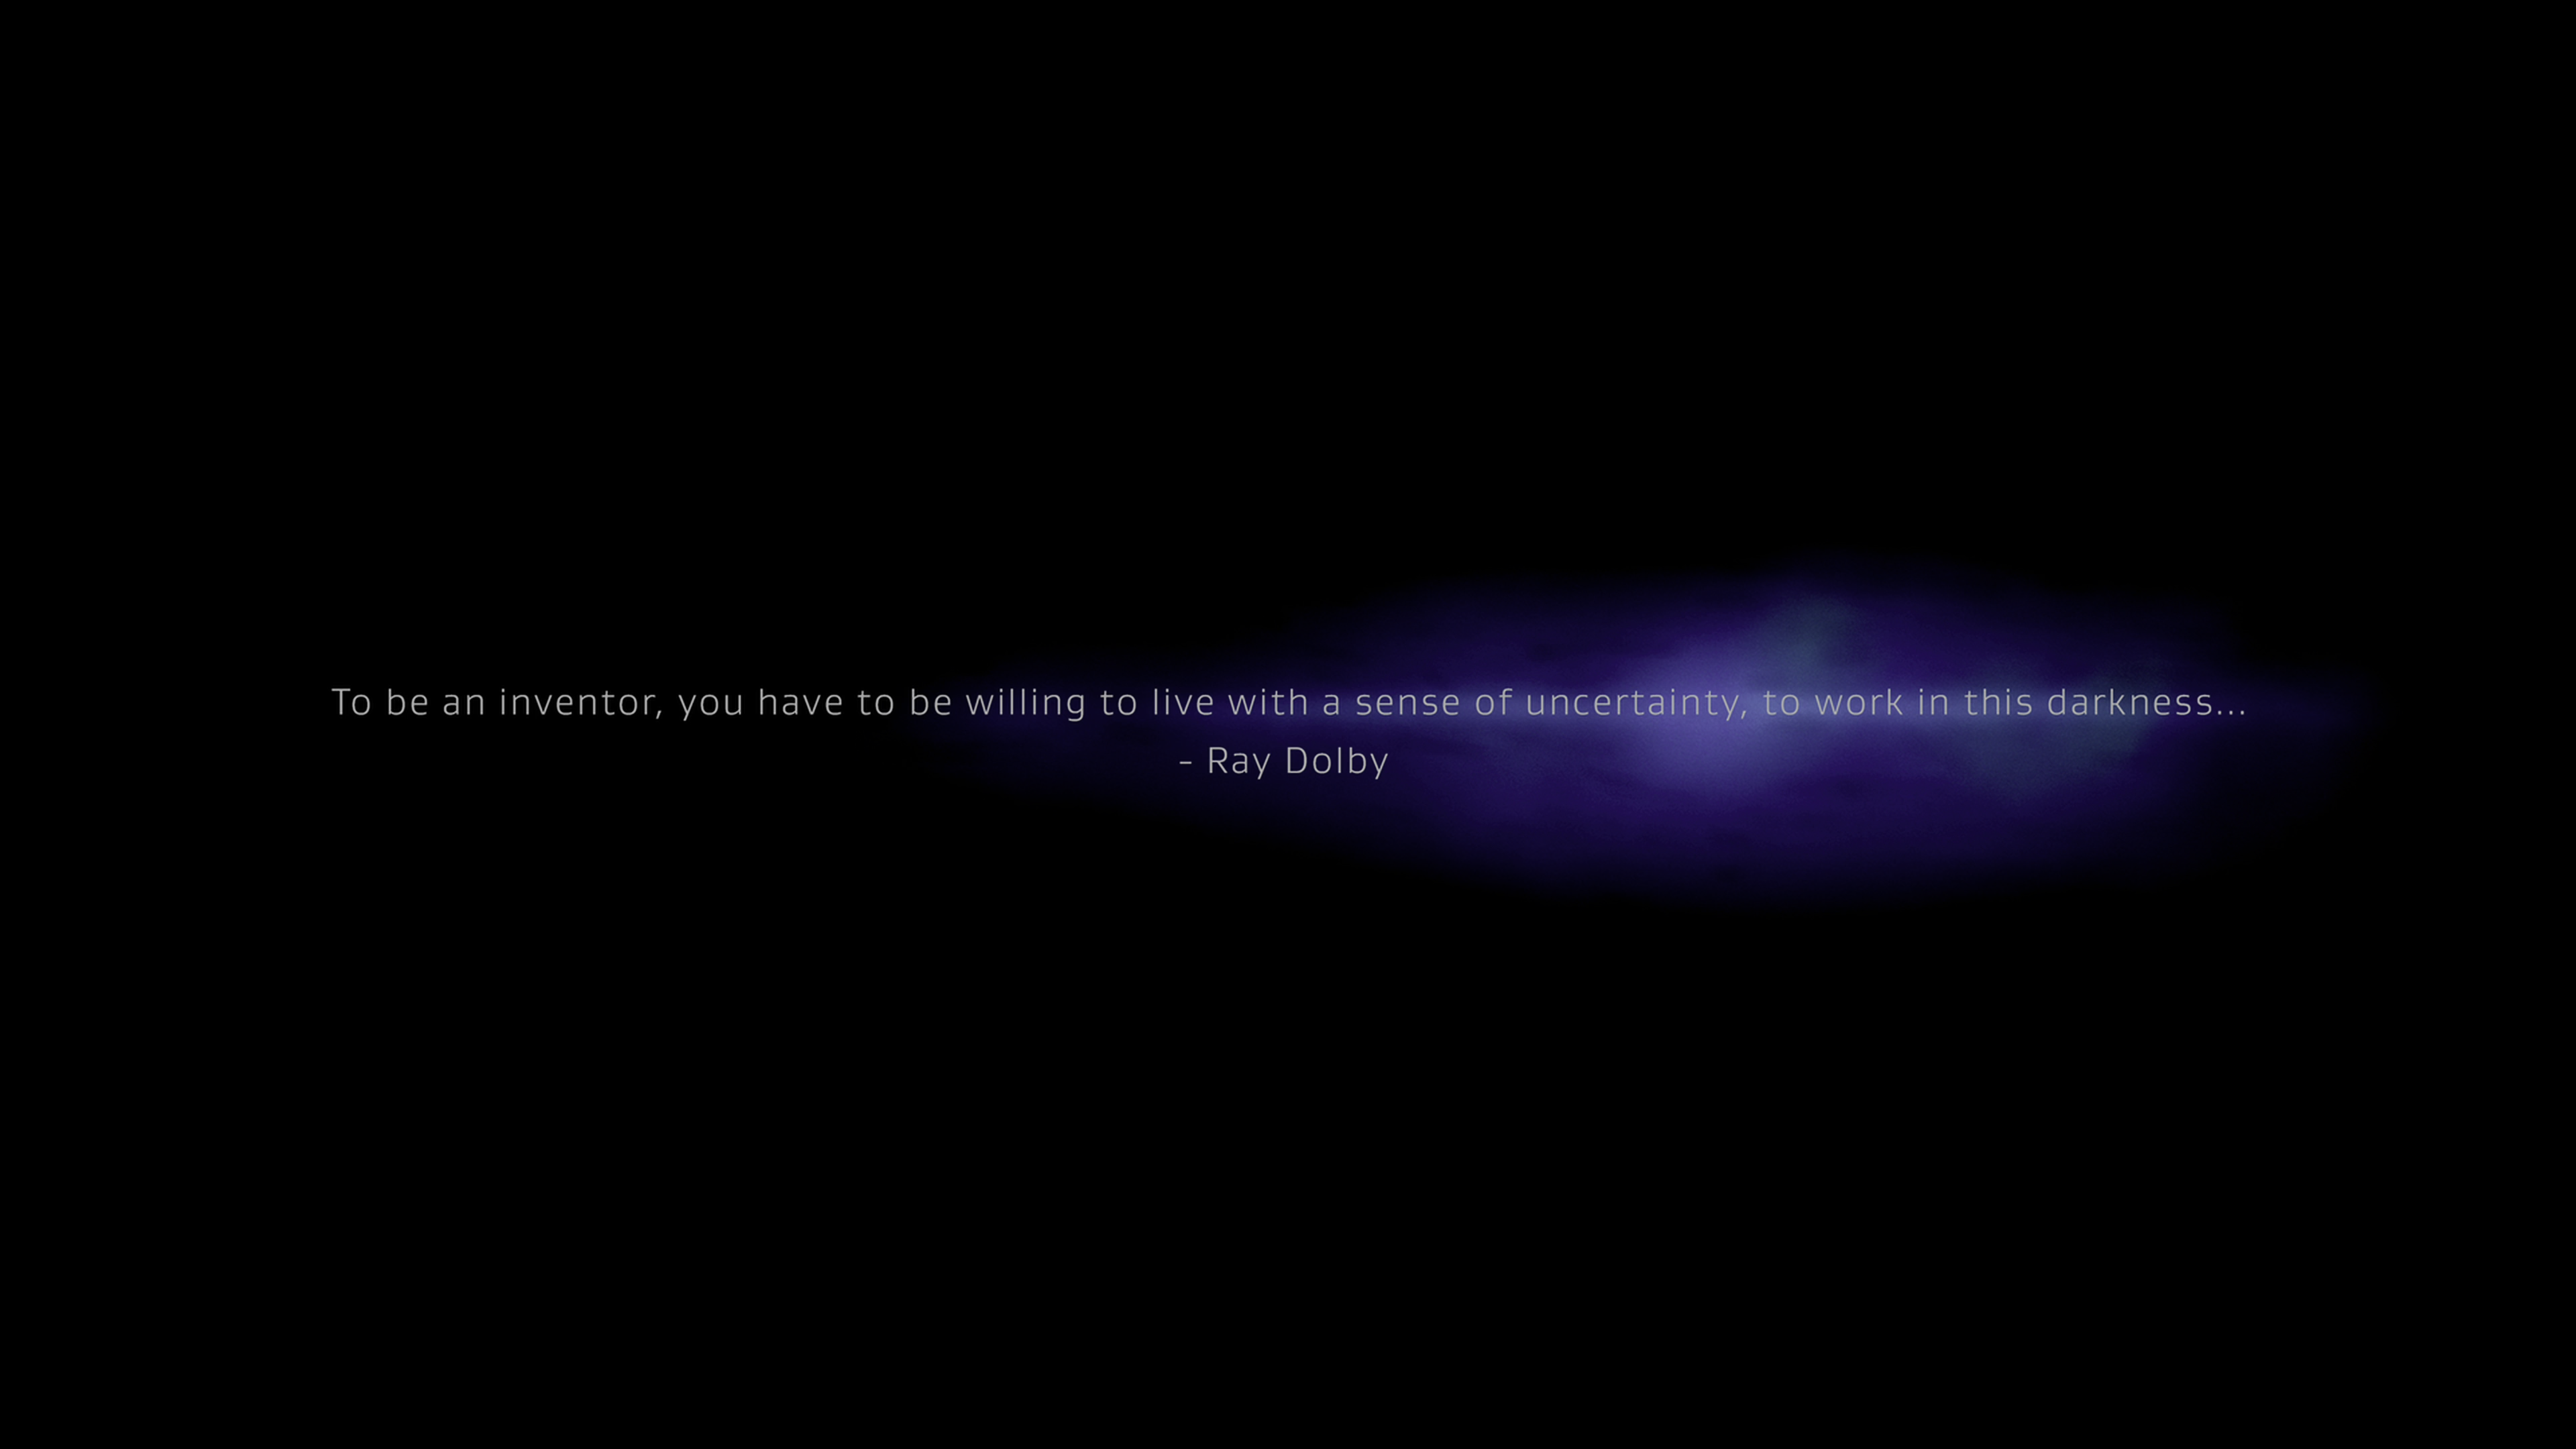 To be an inventor, you have to be willing to live with a sense of uncertainty, to work in this darkness...
- Ray Dolby